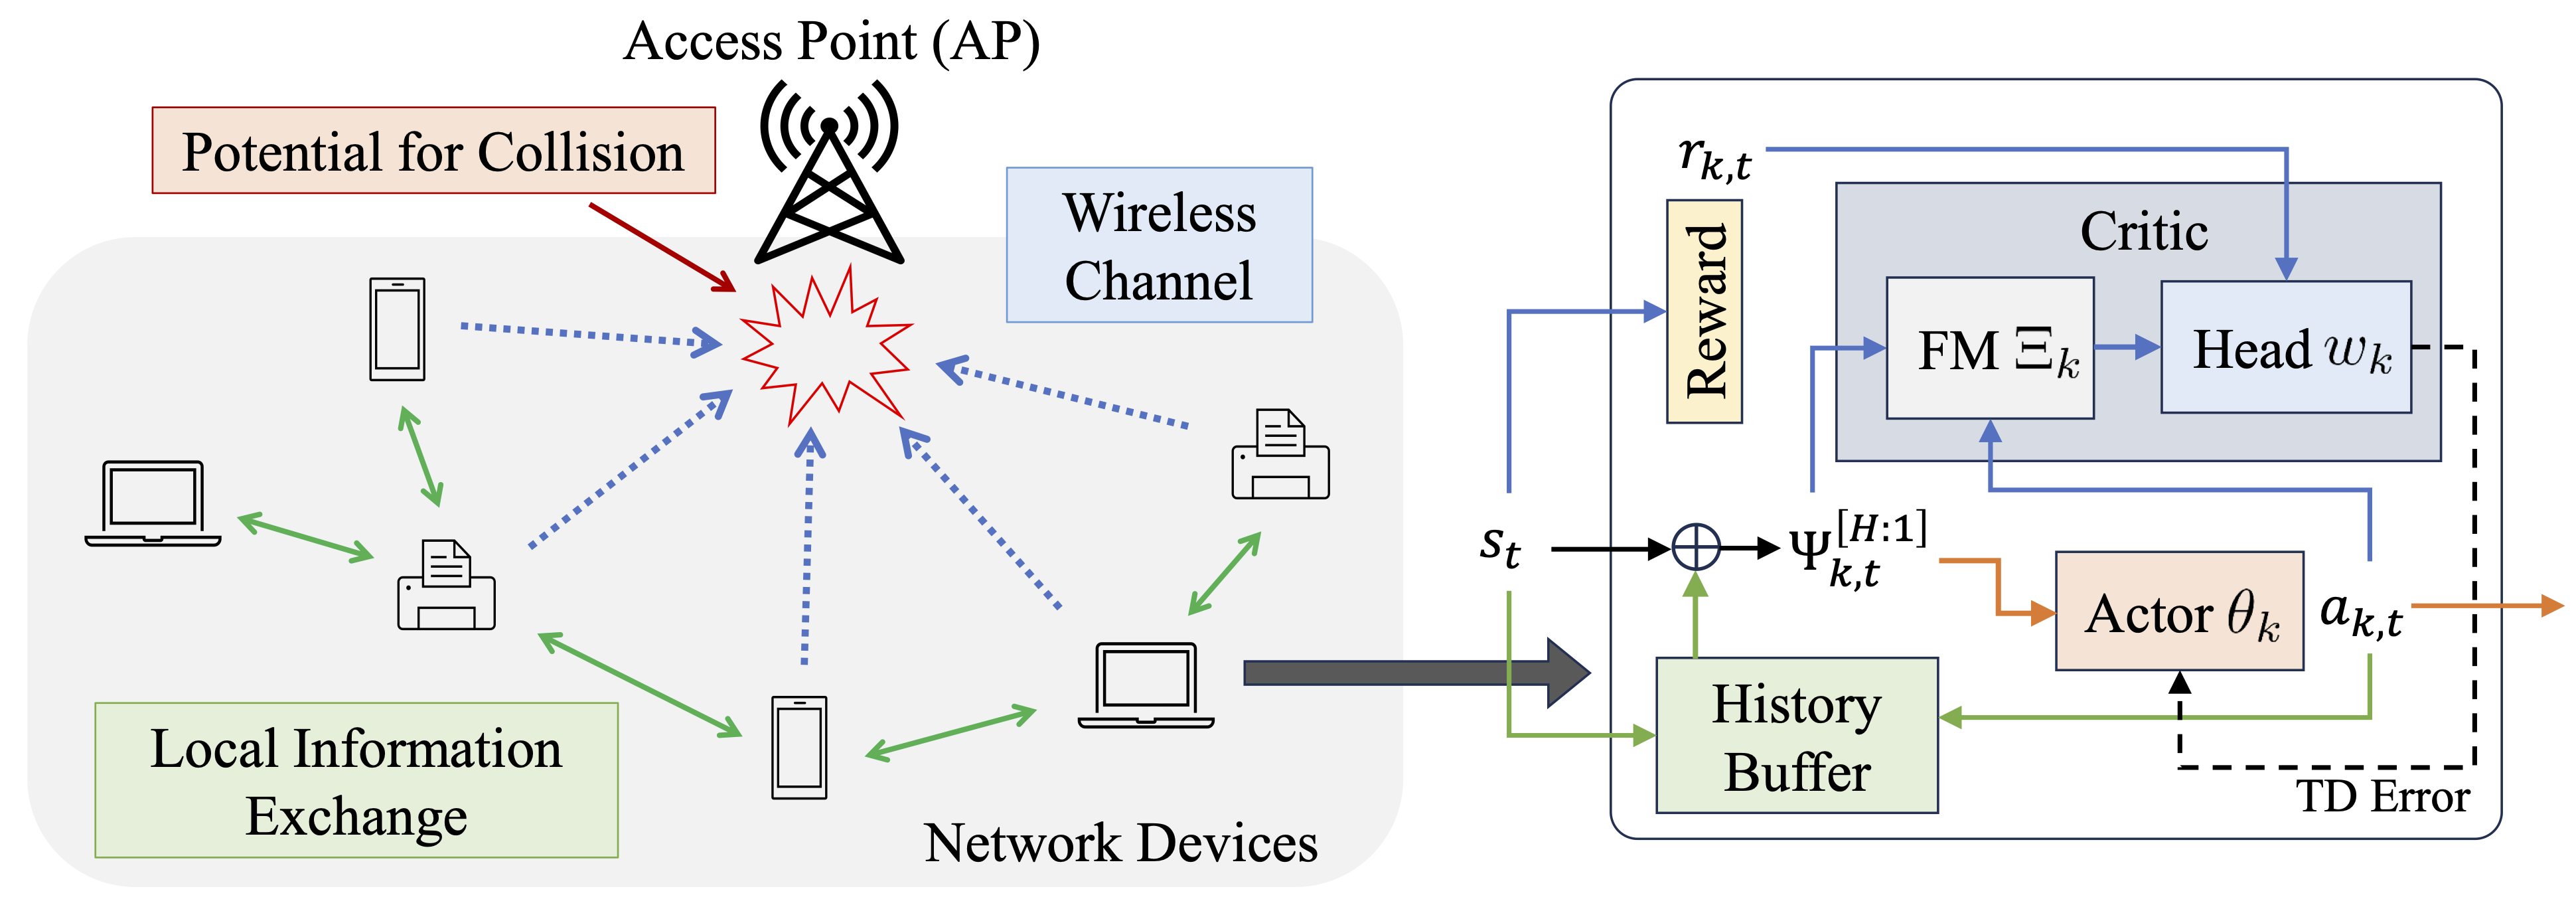 Access Point (AP)
Potential for Collision
Wireless
Channel
Local Information
Exchange
Network Devices
r_{k,t}
Reward
Critic
FM Ξ_k
Head w_k
s_t
Ψ_{k,t}^{[H:1]}
Actor θ_k
a_{k,t}
History
Buffer
TD Error